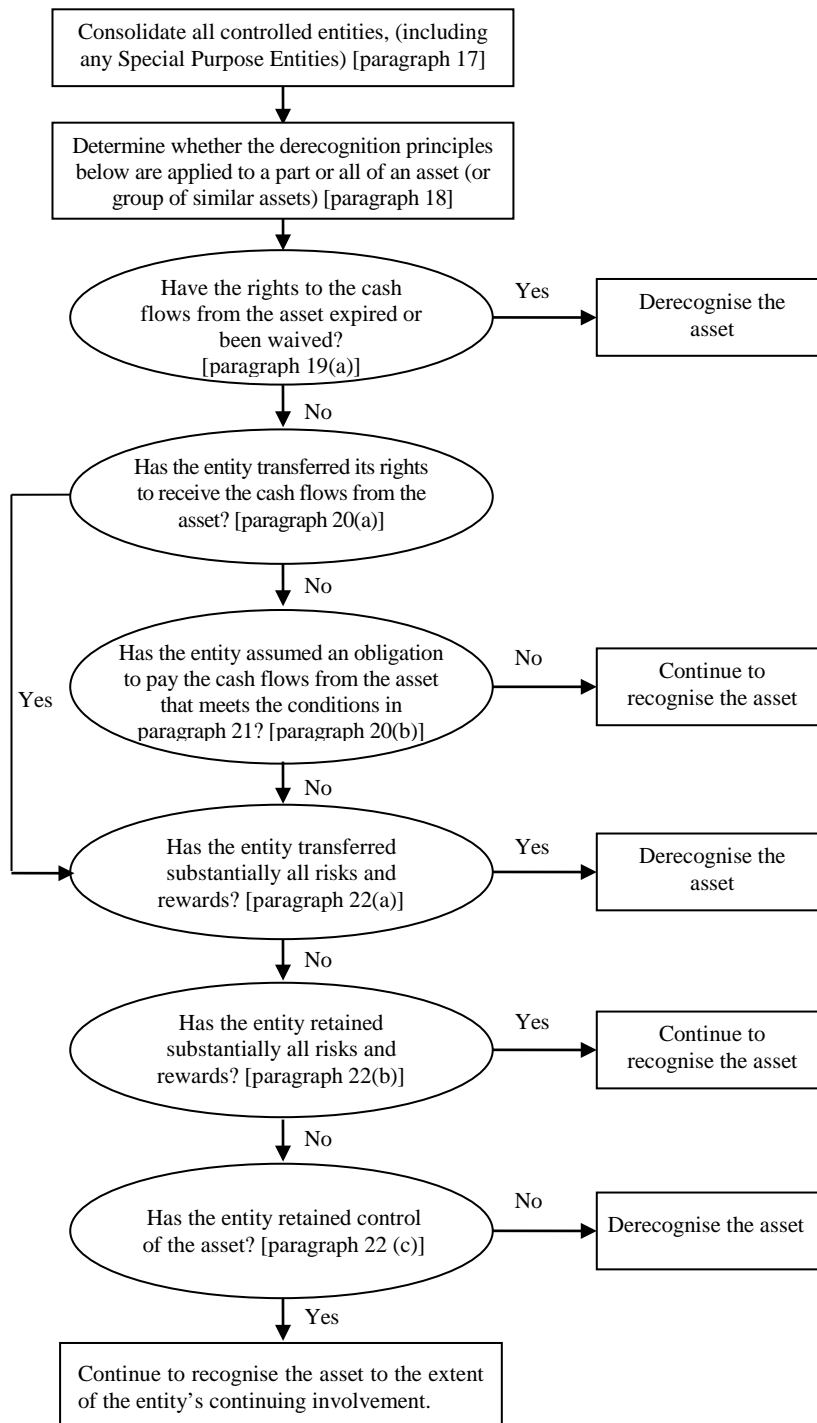 Consolidate all controlled entities, (including
any Special Purpose Entities) [paragraph 17]
Determine whether the derecognition principles
below are applied to a part or all of an asset (or
group of similar assets) [paragraph 18]
Have the rights to the cash
flows from the asset expired or
been waived?
[paragraph 19(a)]
Yes
Derecognise the
asset
No
Has the entity transferred its rights
to receive the cash flows from the
asset? [paragraph 20(a)]
Yes
No
Has the entity assumed an obligation
to pay the cash flows from the asset
that meets the conditions in
paragraph 21? [paragraph 20(b)]
No
Continue to
recognise the asset
No
Has the entity transferred
substantially all risks and
rewards? [paragraph 22(a)]
Yes
Derecognise the
asset
No
Has the entity retained
substantially all risks and
rewards? [paragraph 22(b)]
Yes
Continue to
recognise the asset
No
Has the entity retained control
of the asset? [paragraph 22 (c)]
No
Derecognise the asset
Yes
Continue to recognise the asset to the extent
of the entity’s continuing involvement.